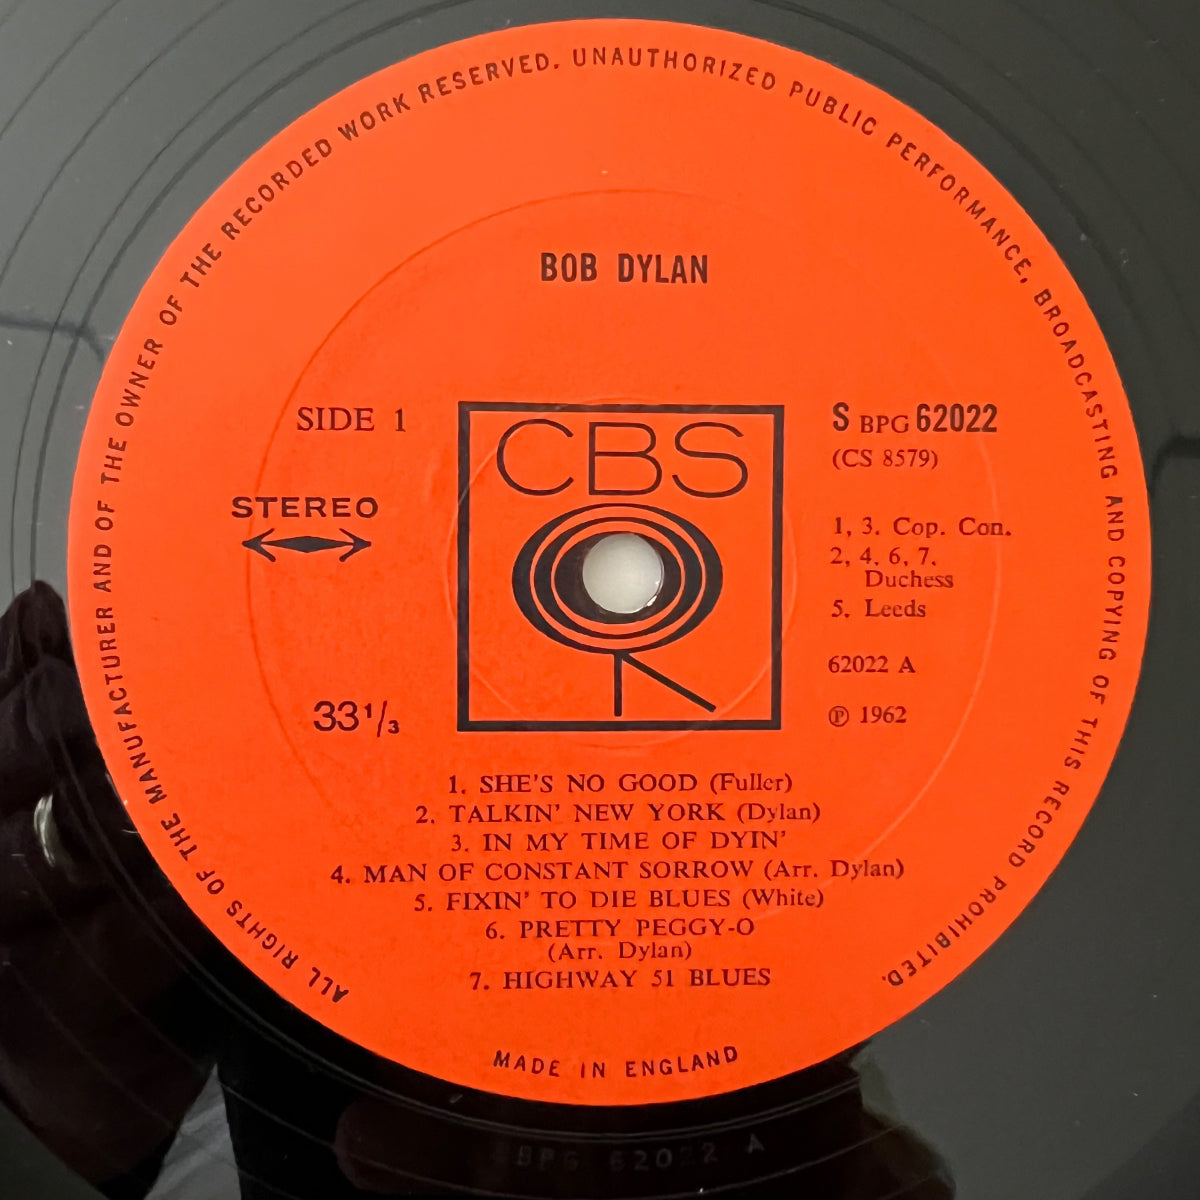 ALL RIGHTS OF THE MANUFACTURER AND OF THE OWNER OF THE RECORDED WORK RESERVED. UNAUTHORIZED PUBLIC PERFORMANCE, BROADCASTING AND COPYING OF THIS RECORD PROHIBITED.
BOB DYLAN
SIDE 1
STEREO
33 1/3
CBS
S BPG 62022
(CS 8579)
1, 3. Cop. Con.
2, 4, 6, 7.
Duchess
5. Leeds
62022 A
℗ 1962
1. SHE'S NO GOOD (Fuller)
2. TALKIN' NEW YORK (Dylan)
3. IN MY TIME OF DYIN'
4. MAN OF CONSTANT SORROW (Arr. Dylan)
5. FIXIN' TO DIE BLUES (White)
6. PRETTY PEGGY-O
(Arr. Dylan)
7. HIGHWAY 51 BLUES
MADE IN ENGLAND
BPG 62022 A